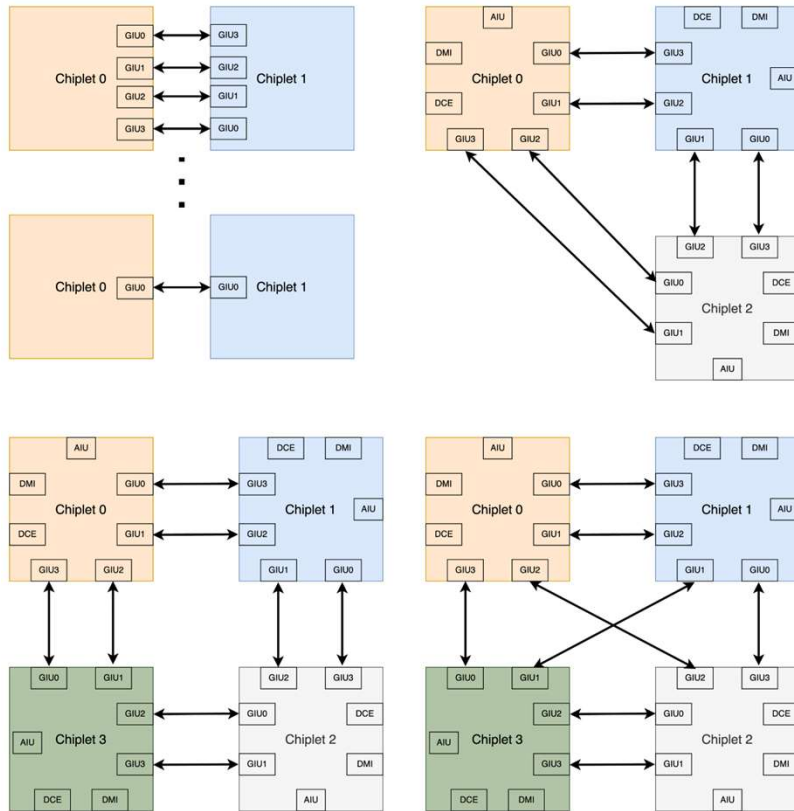 GIU0 GIU3
GIU1 GIU2
Chiplet 0 Chiplet 1
GIU2 GIU1
GIU3 GIU0
Chiplet 0 GIU0 GIU0 Chiplet 1
AIU
DMI GIU0
Chiplet 0
DCE GIU1
GIU3 GIU2
DCE DMI
GIU3
AIU
Chiplet 1
GIU2
GIU1 GIU0
GIU2 GIU3
GIU0 DCE
Chiplet 2
GIU1 DMI
AIU
AIU
DMI GIU0
Chiplet 0
DCE GIU1
GIU3 GIU2
DCE DMI
GIU3
Chiplet 1 AIU
GIU2
GIU1 GIU0
GIU0 GIU1
GIU2
Chiplet 3
AIU
GIU3
DCE DMI
GIU2 GIU3
GIU0 DCE
Chiplet 2
GIU1 DMI
AIU
AIU
DMI GIU0
Chiplet 0
DCE GIU1
GIU3 GIU2
DCE DMI
GIU3
Chiplet 1 AIU
GIU2
GIU1 GIU0
GIU0 GIU1
GIU2
Chiplet 3
AIU
GIU3
DCE DMI
GIU2 GIU3
GIU0 DCE
Chiplet 2
GIU1 DMI
AIU